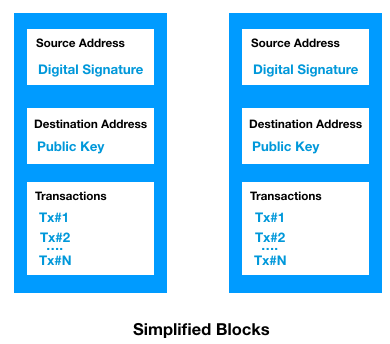 Source Address
Digital Signature
Destination Address
Public Key
Transactions
Tx#1
Tx#2
....
Tx#N
Source Address
Digital Signature
Destination Address
Public Key
Transactions
Tx#1
Tx#2
....
Tx#N
Simplified Blocks